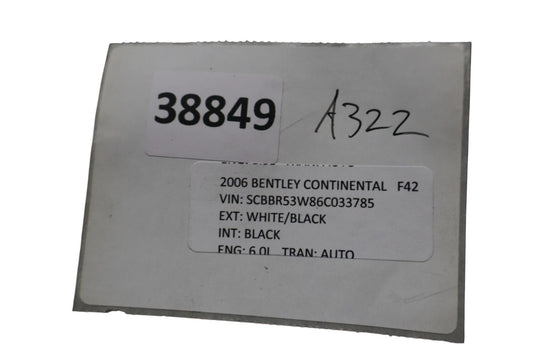 38849 A322
2006 BENTLEY CONTINENTAL F42
VIN: SCBBR53W86C033785
EXT: WHITE/BLACK
INT: BLACK
ENG: 6.0L TRAN: AUTO